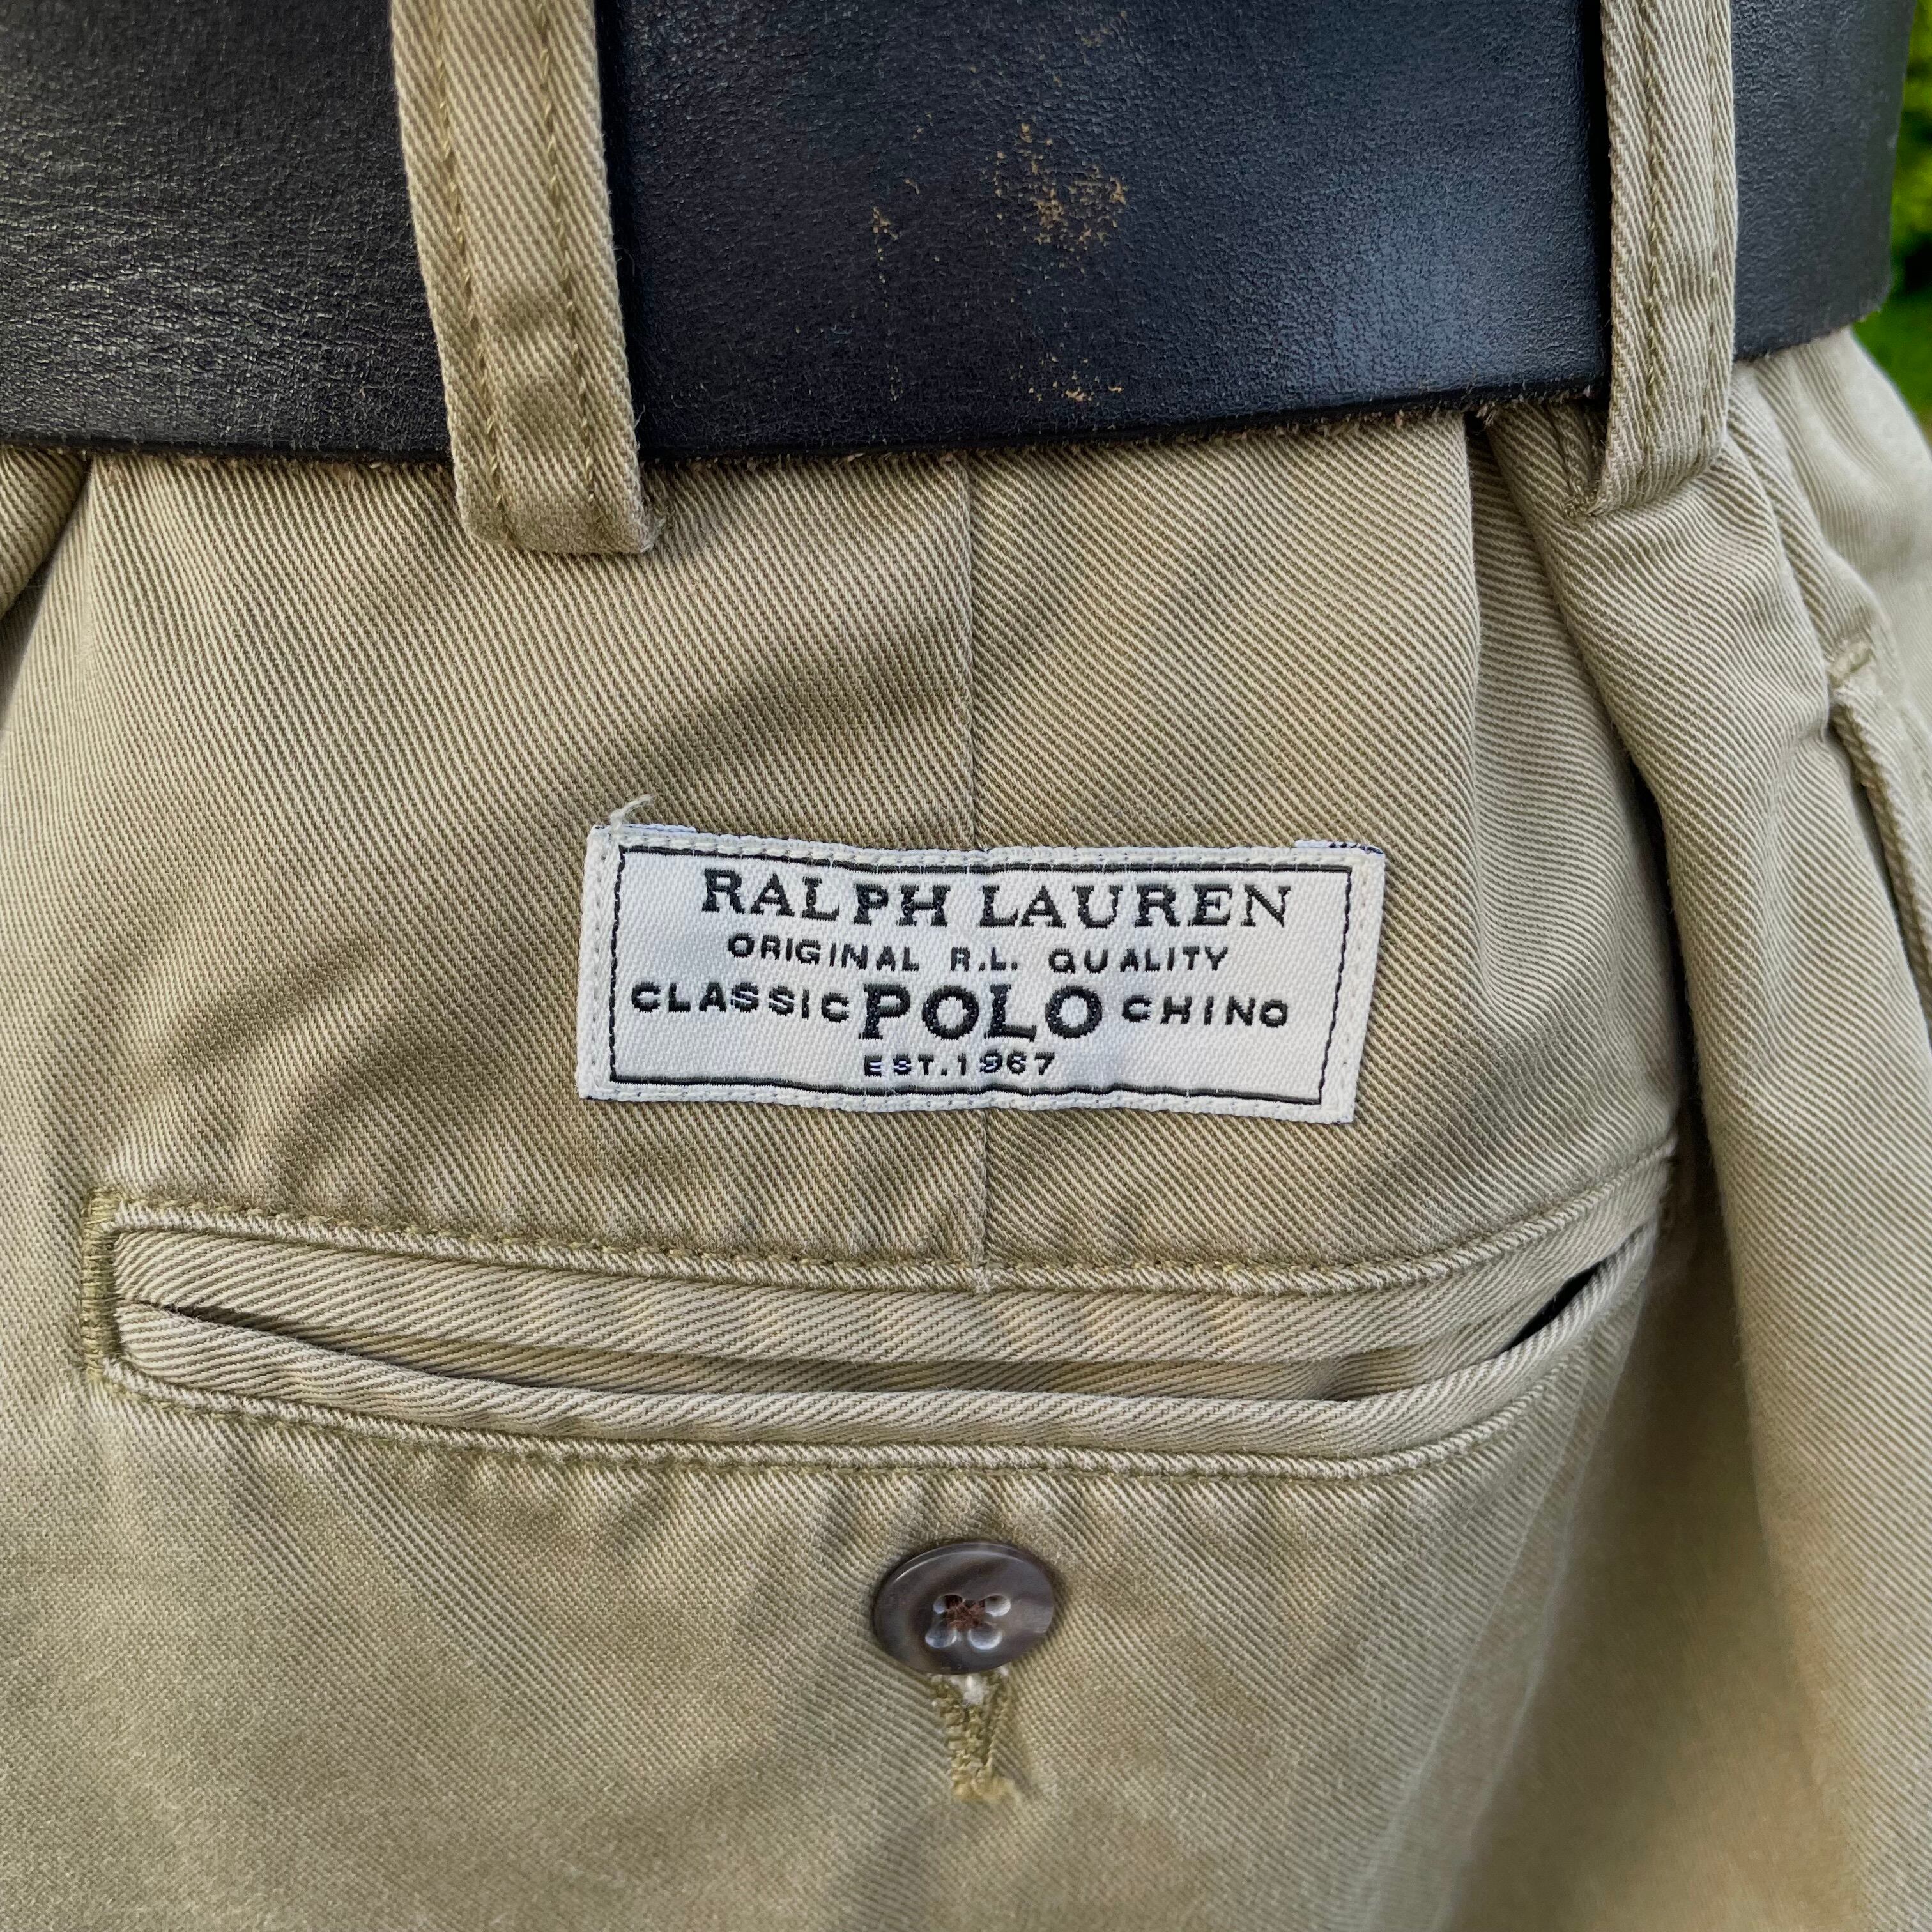 RALPH LAUREN
ORIGINAL R.L. QUALITY
CLASSIC POLO CHINO
EST.1967